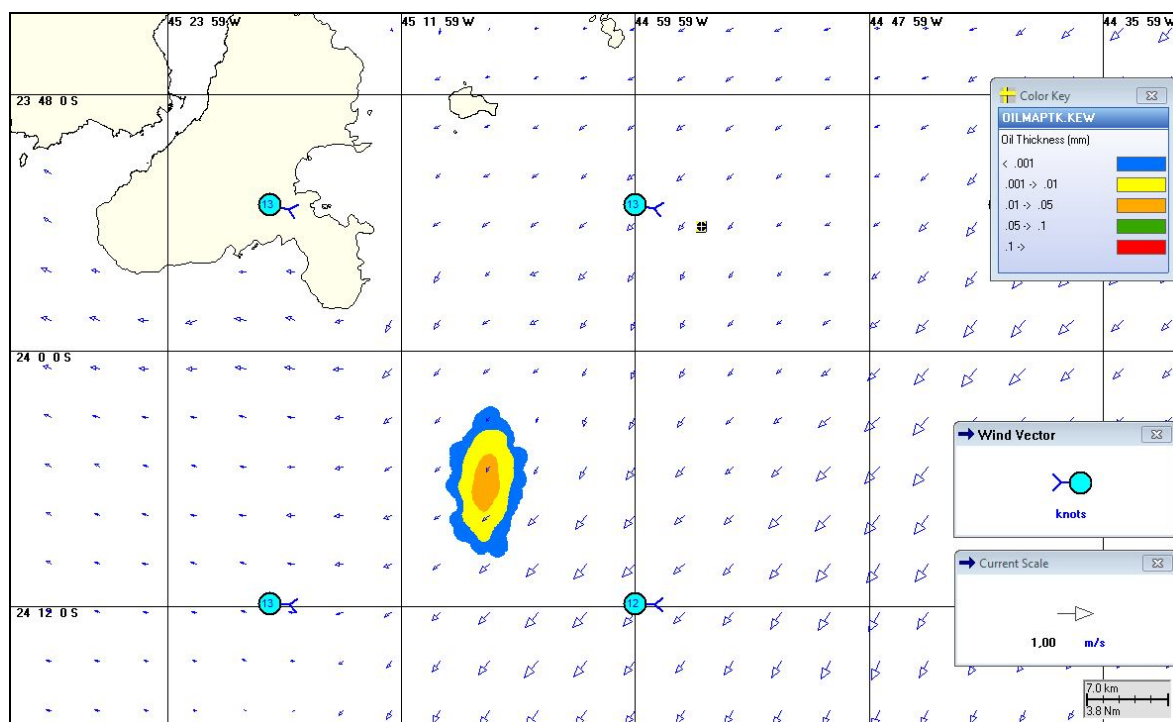 45 23 59 W
45 11 59 W
44 59 59 W
44 47 59 W
44 35 59 W
23 48 0 S
24 0 0 S
24 12 0 S
13
13
13
12
Color Key
OILMAPTK.KEW
Oil Thickness (mm)
< .001
.001 -> .01
.01 -> .05
.05 -> .1
.1 ->
Wind Vector
knots
Current Scale
1,00 m/s
7.0 km
3.8 Nm